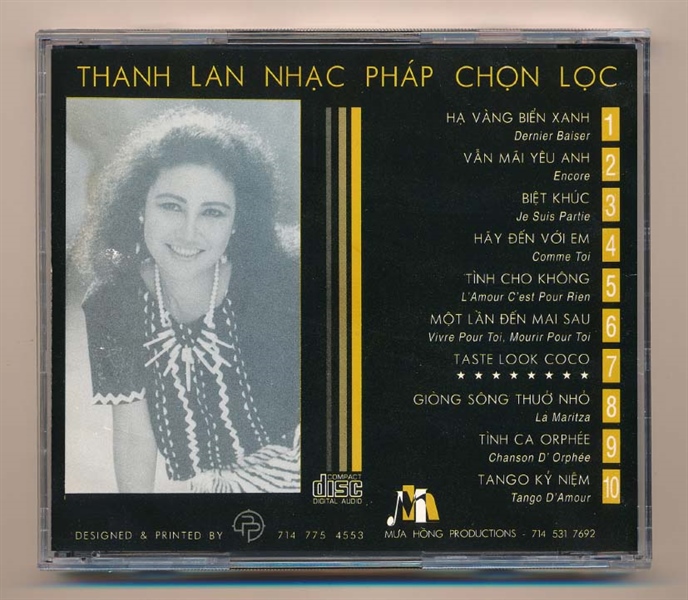 THANH LAN NHẠC PHÁP CHỌN LỌC
HẠ VÀNG BIỂN XANH 1
Dernier Baiser
VẪN MÃI YÊU ANH 2
Encore
BIỆT KHÚC 3
Je Suis Partie
HÃY ĐẾN VỚI EM 4
Comme Toi
TÌNH CHO KHÔNG 5
L'Amour C'est Pour Rien
MỘT LẦN ĐẾN MAI SAU 6
Vivre Pour Toi, Mourir Pour Toi
TASTE LOOK COCO 7
★ ★ ★ ★ ★ ★ ★ ★
GIÒNG SÔNG THUỞ NHỎ 8
La Maritza
TÌNH CA ORPHÉE 9
Chanson D' Orphée
TANGO KỶ NIỆM 10
Tango D'Amour
COMPACT
disc
DIGITAL AUDIO
DESIGNED & PRINTED BY 714 775 4553
MƯA HỒNG PRODUCTIONS - 714 531 7692